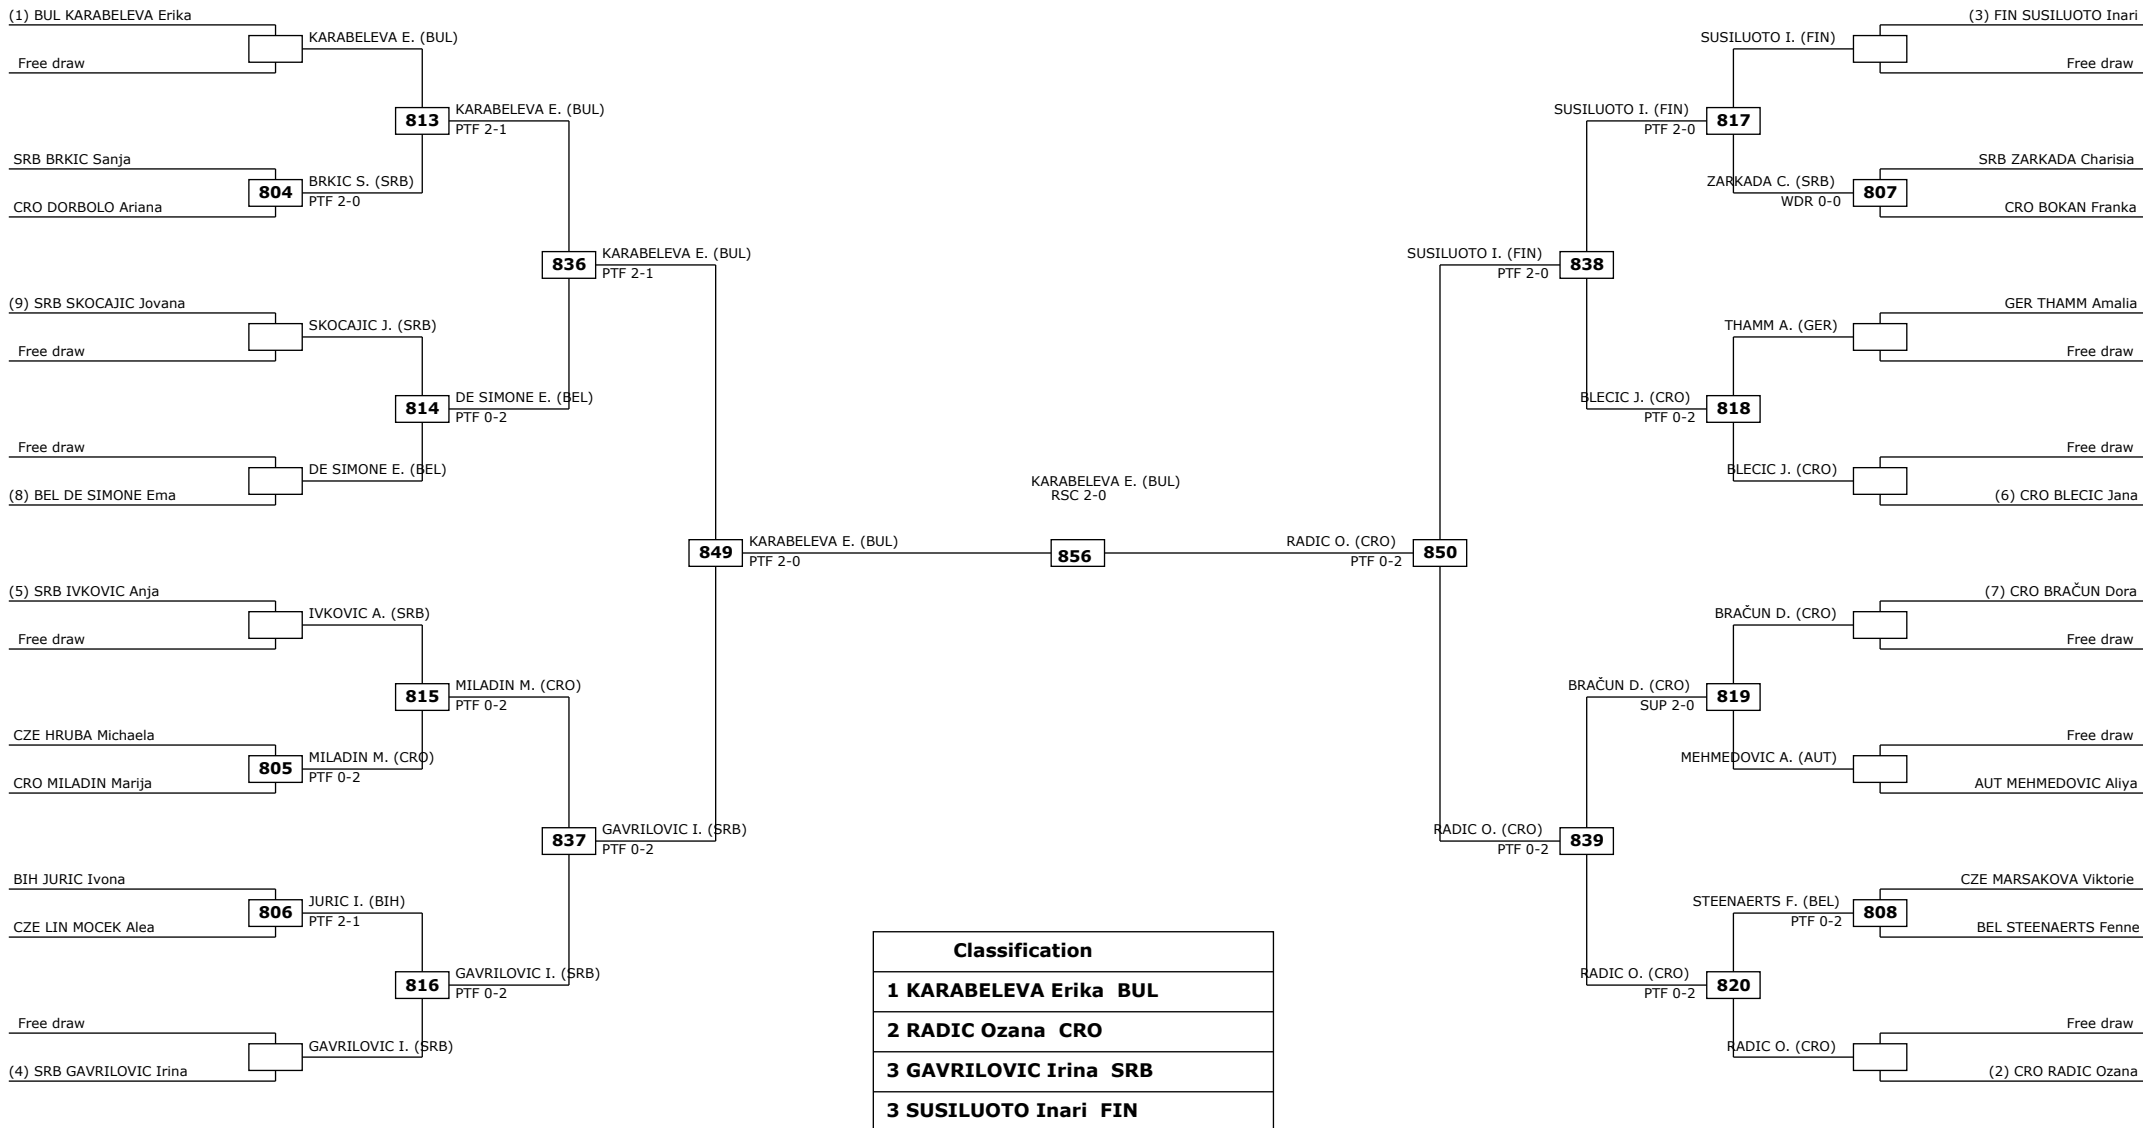 (1) BUL KARABELEVA Erika
KARABELEVA E. (BUL)
Free draw
813
KARABELEVA E. (BUL)
PTF 2-1
SRB BRKIC Sanja
804
BRKIC S. (SRB)
PTF 2-0
CRO DORBOLO Ariana
836
KARABELEVA E. (BUL)
PTF 2-1
(9) SRB SKOCAJIC Jovana
SKOCAJIC J. (SRB)
Free draw
814
DE SIMONE E. (BEL)
PTF 0-2
Free draw
DE SIMONE E. (BEL)
(8) BEL DE SIMONE Ema
849
KARABELEVA E. (BUL)
PTF 2-0
(5) SRB IVKOVIC Anja
IVKOVIC A. (SRB)
Free draw
815
MILADIN M. (CRO)
PTF 0-2
CZE HRUBA Michaela
805
MILADIN M. (CRO)
PTF 0-2
CRO MILADIN Marija
837
GAVRILOVIC I. (SRB)
PTF 0-2
BIH JURIC Ivona
806
JURIC I. (BIH)
PTF 2-1
CZE LIN MOCEK Alea
816
GAVRILOVIC I. (SRB)
PTF 0-2
Free draw
GAVRILOVIC I. (SRB)
(4) SRB GAVRILOVIC Irina
KARABELEVA E. (BUL)
RSC 2-0
856
(3) FIN SUSILUOTO Inari
SUSILUOTO I. (FIN)
Free draw
SUSILUOTO I. (FIN)
PTF 2-0
817
SRB ZARKADA Charisia
ZARKADA C. (SRB)
WDR 0-0
807
CRO BOKAN Franka
SUSILUOTO I. (FIN)
PTF 2-0
838
GER THAMM Amalia
THAMM A. (GER)
Free draw
BLECIC J. (CRO)
PTF 0-2
818
Free draw
BLECIC J. (CRO)
(6) CRO BLECIC Jana
RADIC O. (CRO)
PTF 0-2
850
(7) CRO BRAČUN Dora
BRAČUN D. (CRO)
Free draw
BRAČUN D. (CRO)
SUP 2-0
819
Free draw
MEHMEDOVIC A. (AUT)
AUT MEHMEDOVIC Aliya
RADIC O. (CRO)
PTF 0-2
839
CZE MARSAKOVA Viktorie
STEENAERTS F. (BEL)
PTF 0-2
808
BEL STEENAERTS Fenne
RADIC O. (CRO)
PTF 0-2
820
Free draw
RADIC O. (CRO)
(2) CRO RADIC Ozana
Classification
1 KARABELEVA Erika BUL
2 RADIC Ozana CRO
3 GAVRILOVIC Irina SRB
3 SUSILUOTO Inari FIN